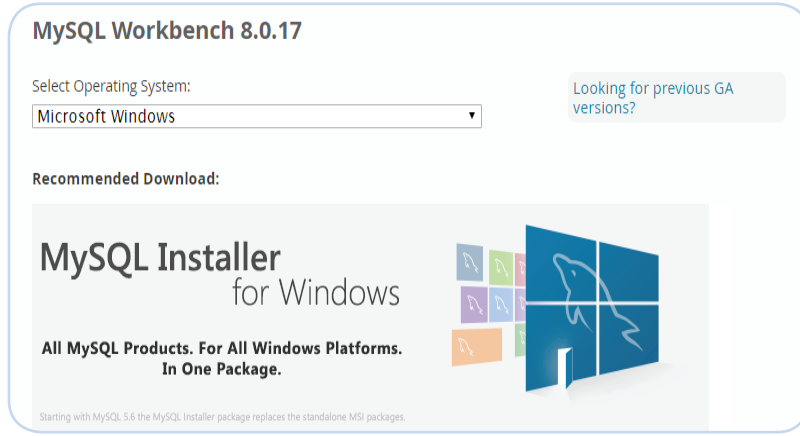 MySQL Workbench 8.0.17
Select Operating System:
Microsoft Windows
Looking for previous GA
versions?
Recommended Download:
MySQL Installer
for Windows
All MySQL Products. For All Windows Platforms.
In One Package.
Starting with MySQL 5.6 the MySQL Installer package replaces the standalone MSI packages.